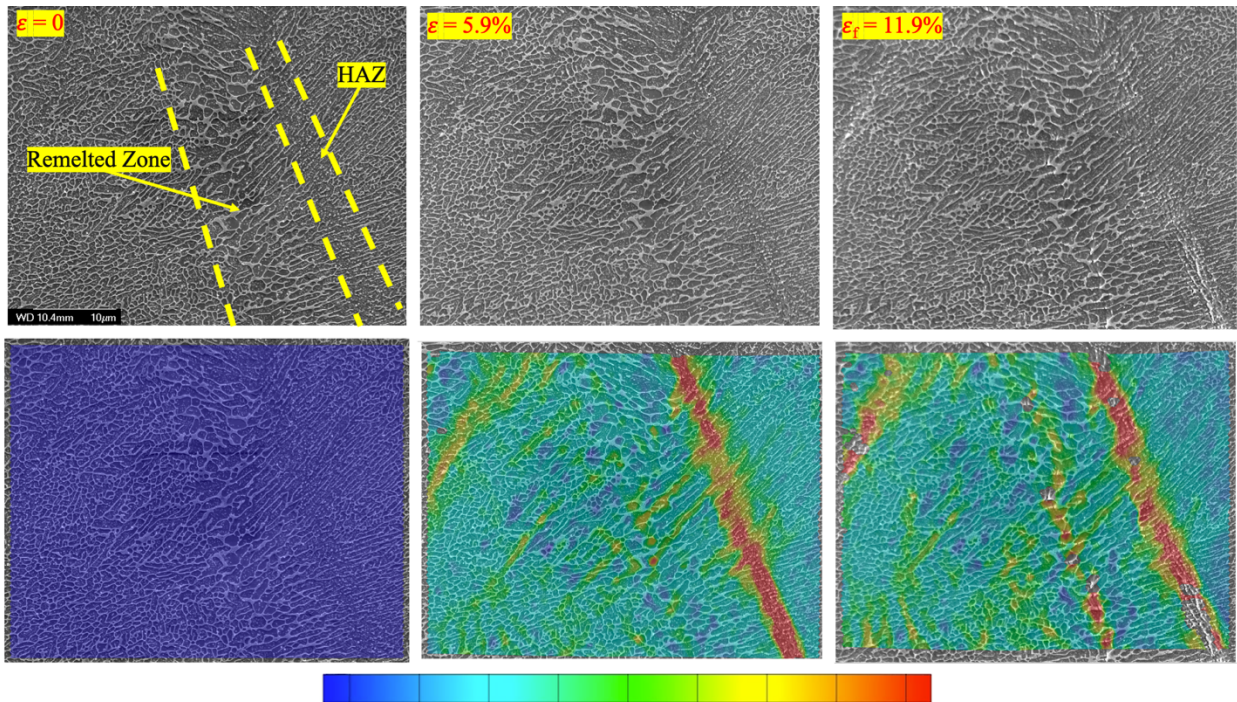 ε = 0
ε = 5.9%
εf = 11.9%
HAZ
Remelted Zone
WD 10.4mm 10µm